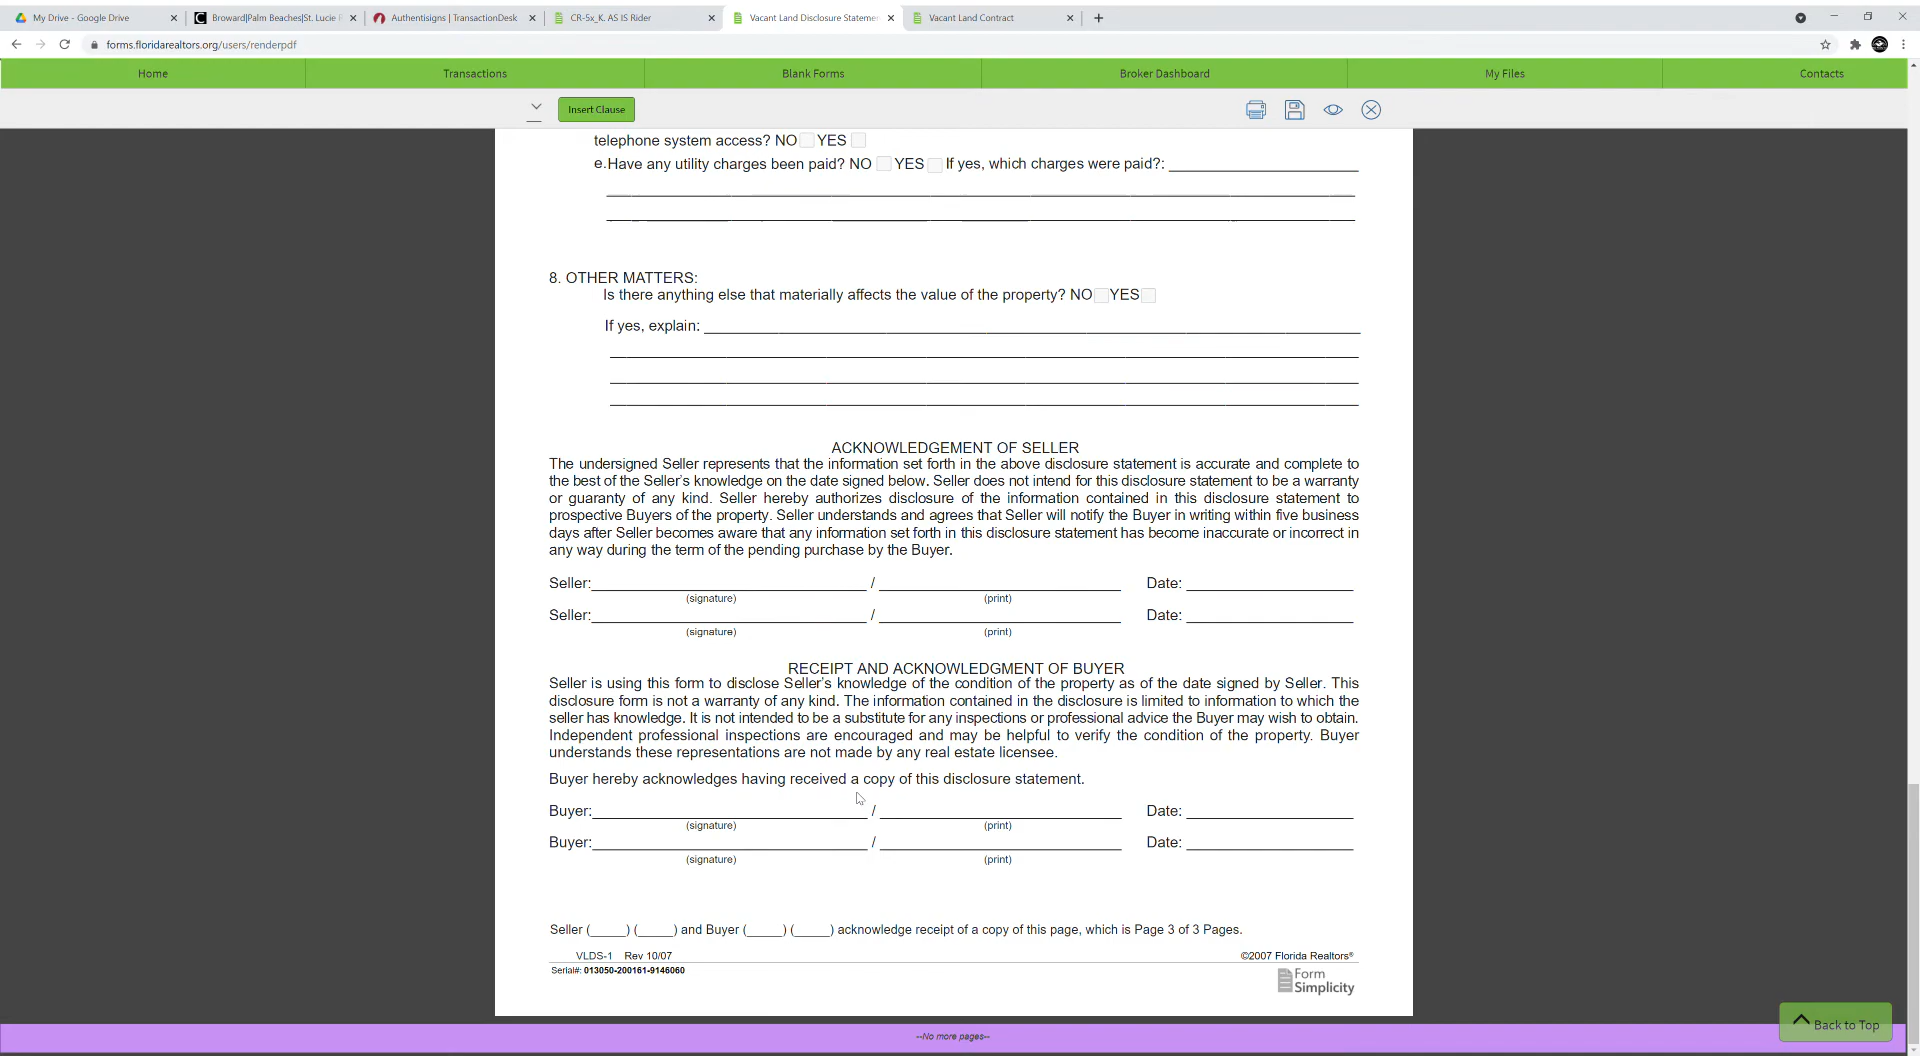 My Drive - Google Drive
Broward|Palm Beaches|St. Lucie
Authentisigns | TransactionDesk
CR-5x_K. AS IS Rider
Vacant Land Disclosure Stateme
Vacant Land Contract
forms.floridarealtors.org/users/renderpdf
Home
Transactions
Blank Forms
Broker Dashboard
My Files
Contacts
Insert Clause
telephone system access? NO YES
e.Have any utility charges been paid? NO YES If yes, which charges were paid?:
8. OTHER MATTERS:
Is there anything else that materially affects the value of the property? NO YES
If yes, explain:
ACKNOWLEDGEMENT OF SELLER
The undersigned Seller represents that the information set forth in the above disclosure statement is accurate and complete to
the best of the Seller's knowledge on the date signed below. Seller does not intend for this disclosure statement to be a warranty
or guaranty of any kind. Seller hereby authorizes disclosure of the information contained in this disclosure statement to
prospective Buyers of the property. Seller understands and agrees that Seller will notify the Buyer in writing within five business
days after Seller becomes aware that any information set forth in this disclosure statement has become inaccurate or incorrect in
any way during the term of the pending purchase by the Buyer.
Seller: / Date:
(signature) (print)
Seller: / Date:
(signature) (print)
RECEIPT AND ACKNOWLEDGMENT OF BUYER
Seller is using this form to disclose Seller's knowledge of the condition of the property as of the date signed by Seller. This
disclosure form is not a warranty of any kind. The information contained in the disclosure is limited to information to which the
seller has knowledge. It is not intended to be a substitute for any inspections or professional advice the Buyer may wish to obtain.
Independent professional inspections are encouraged and may be helpful to verify the condition of the property. Buyer
understands these representations are not made by any real estate licensee.
Buyer hereby acknowledges having received a copy of this disclosure statement.
Buyer: / Date:
(signature) (print)
Buyer: / Date:
(signature) (print)
Seller (_____) (_____) and Buyer (_____) (_____) acknowledge receipt of a copy of this page, which is Page 3 of 3 Pages.
VLDS-1 Rev 10/07 ©2007 Florida Realtors®
Serial#: 013050-200161-9146060
Form
Simplicity
Back to Top
--No more pages--